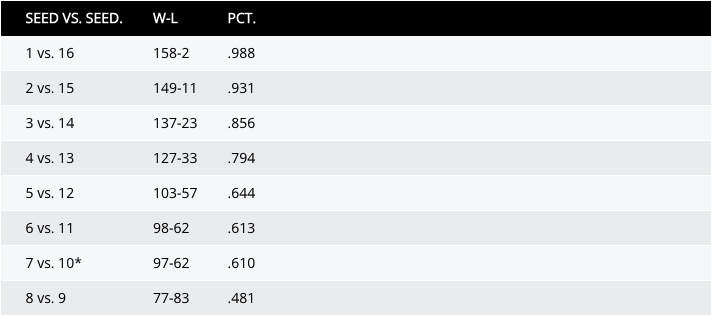 SEED VS. SEED. W-L PCT.
1 vs. 16 158-2 .988
2 vs. 15 149-11 .931
3 vs. 14 137-23 .856
4 vs. 13 127-33 .794
5 vs. 12 103-57 .644
6 vs. 11 98-62 .613
7 vs. 10* 97-62 .610
8 vs. 9 77-83 .481